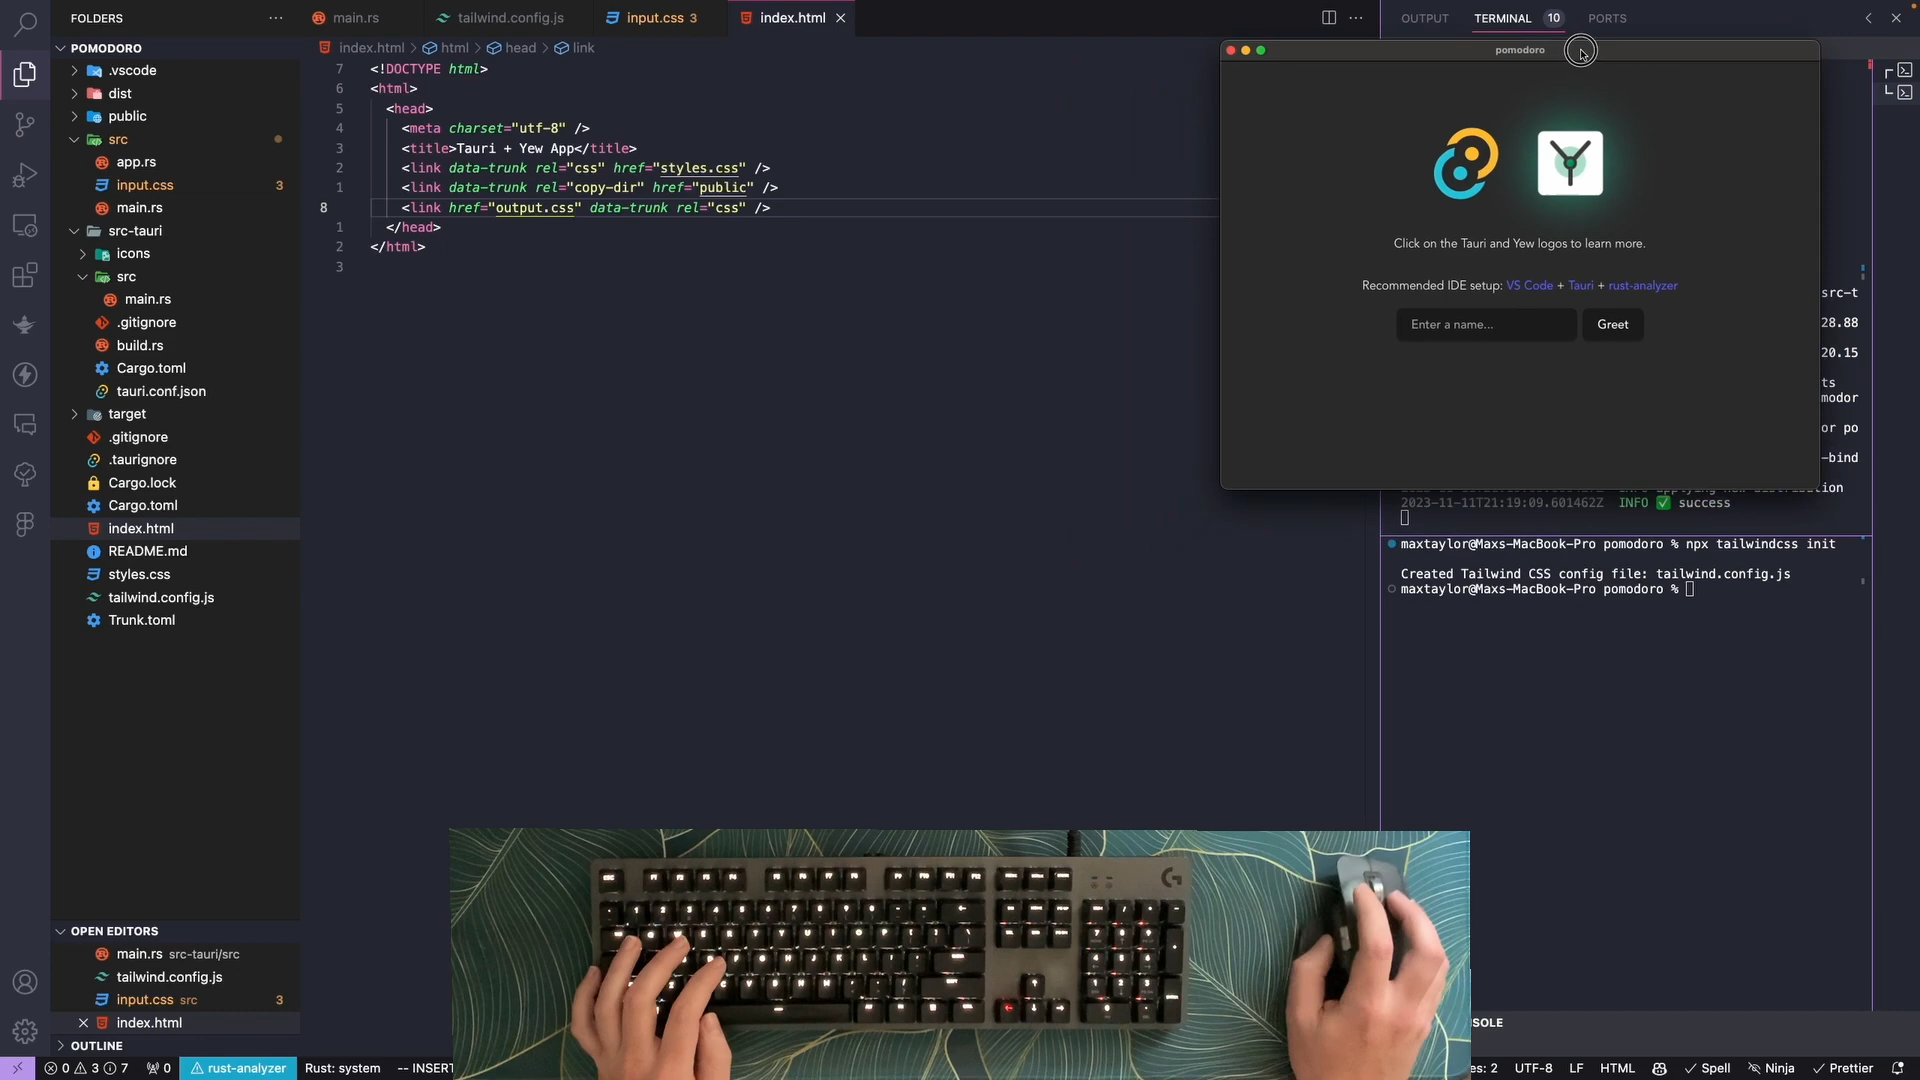 FOLDERS
POMODORO
.vscode
dist
public
src
app.rs
input.css 3
main.rs
src-tauri
icons
src
main.rs
.gitignore
build.rs
Cargo.toml
tauri.conf.json
target
.gitignore
.taurignore
Cargo.lock
Cargo.toml
index.html
README.md
styles.css
tailwind.config.js
Trunk.toml
OPEN EDITORS
main.rs src-tauri/src
tailwind.config.js
input.css src 3
index.html
OUTLINE
main.rs
tailwind.config.js
input.css 3
index.html
index.html > html > head > link
7 <!DOCTYPE html>
6 <html>
5 <head>
4 <meta charset="utf-8" />
3 <title>Tauri + Yew App</title>
2 <link data-trunk rel="css" href="styles.css" />
1 <link data-trunk rel="copy-dir" href="public" />
8 <link href="output.css" data-trunk rel="css" />
1 </head>
2 </html>
3
OUTPUT
TERMINAL 10
PORTS
pomodoro
Click on the Tauri and Yew logos to learn more.
Recommended IDE setup: VS Code + Tauri + rust-analyzer
Enter a name...
Greet
src-t
28.88
20.15
ts
modor
or po
-bind
2023-11-11T21:19:09.601462Z INFO ✅ success
maxtaylor@Maxs-MacBook-Pro pomodoro % npx tailwindcss init
Created Tailwind CSS config file: tailwind.config.js
maxtaylor@Maxs-MacBook-Pro pomodoro %
SOLE
0 3 7 0 rust-analyzer Rust: system -- INSERT
es: 2 UTF-8 LF HTML Spell Ninja Prettier